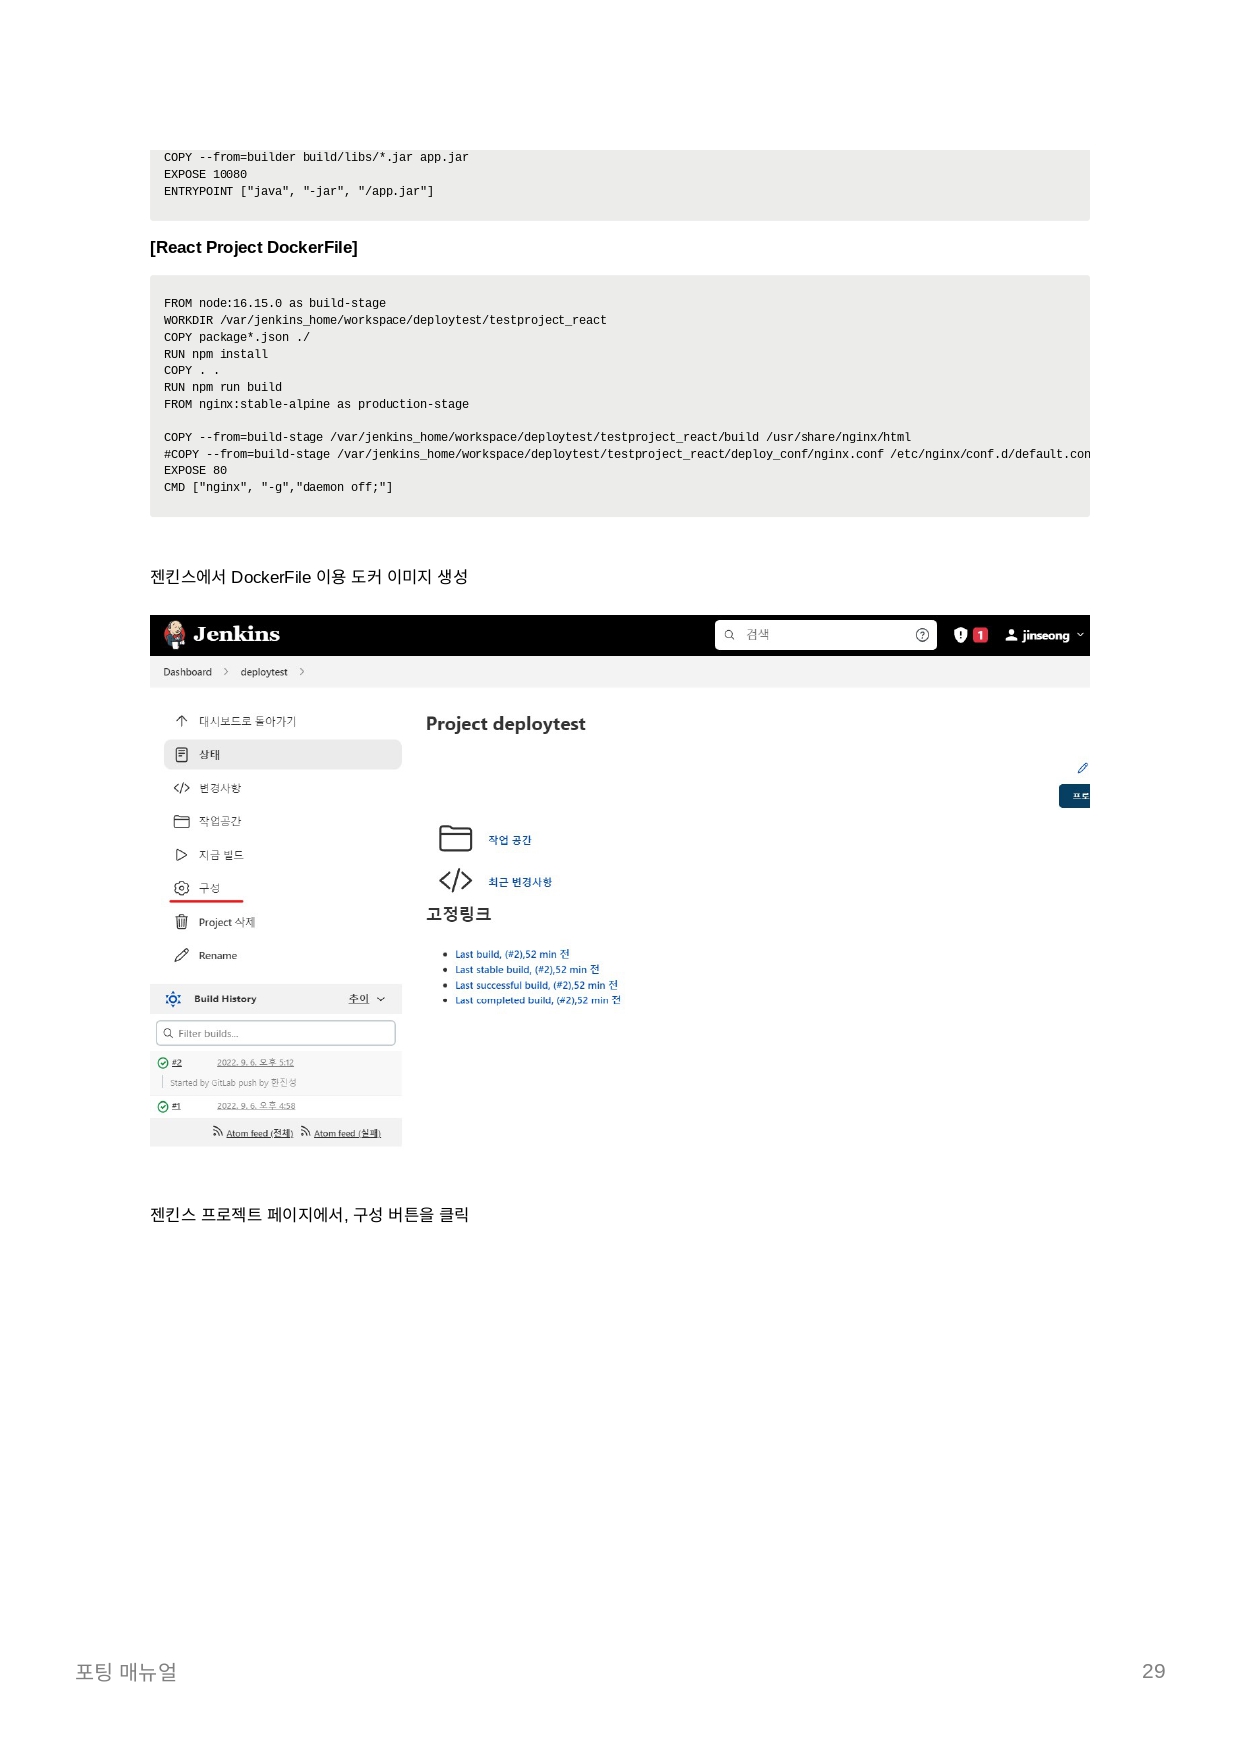 COPY --from=builder build/libs/*.jar app.jar
EXPOSE 10080
ENTRYPOINT ["java", "-jar", "/app.jar"]
[React Project DockerFile]
FROM node:16.15.0 as build-stage
WORKDIR /var/jenkins_home/workspace/deploytest/testproject_react
COPY package*.json ./
RUN npm install
COPY . .
RUN npm run build
FROM nginx:stable-alpine as production-stage
COPY --from=build-stage /var/jenkins_home/workspace/deploytest/testproject_react/build /usr/share/nginx/html
#COPY --from=build-stage /var/jenkins_home/workspace/deploytest/testproject_react/deploy_conf/nginx.conf /etc/nginx/conf.d/default.con
EXPOSE 80
CMD ["nginx", "-g","daemon off;"]
젠킨스에서 DockerFile 이용 도커 이미지 생성
Jenkins 검색 1 jinseong
Dashboard deploytest
대시보드로 돌아가기
상태
변경사항
작업공간
지금 빌드
구성
Project 삭제
Rename
Project deploytest
프로
작업 공간
최근 변경사항
고정링크
Last build, (#2),52 min 전
Last stable build, (#2),52 min 전
Last successful build, (#2),52 min 전
Last completed build, (#2),52 min 전
Build History 추이
Filter builds...
#2 2022. 9. 6. 오후 5:12
Started by GitLab push by 한진성
#1 2022. 9. 6. 오후 4:58
Atom feed (전체) Atom feed (실패)
젠킨스 프로젝트 페이지에서, 구성 버튼을 클릭
포팅 매뉴얼 29